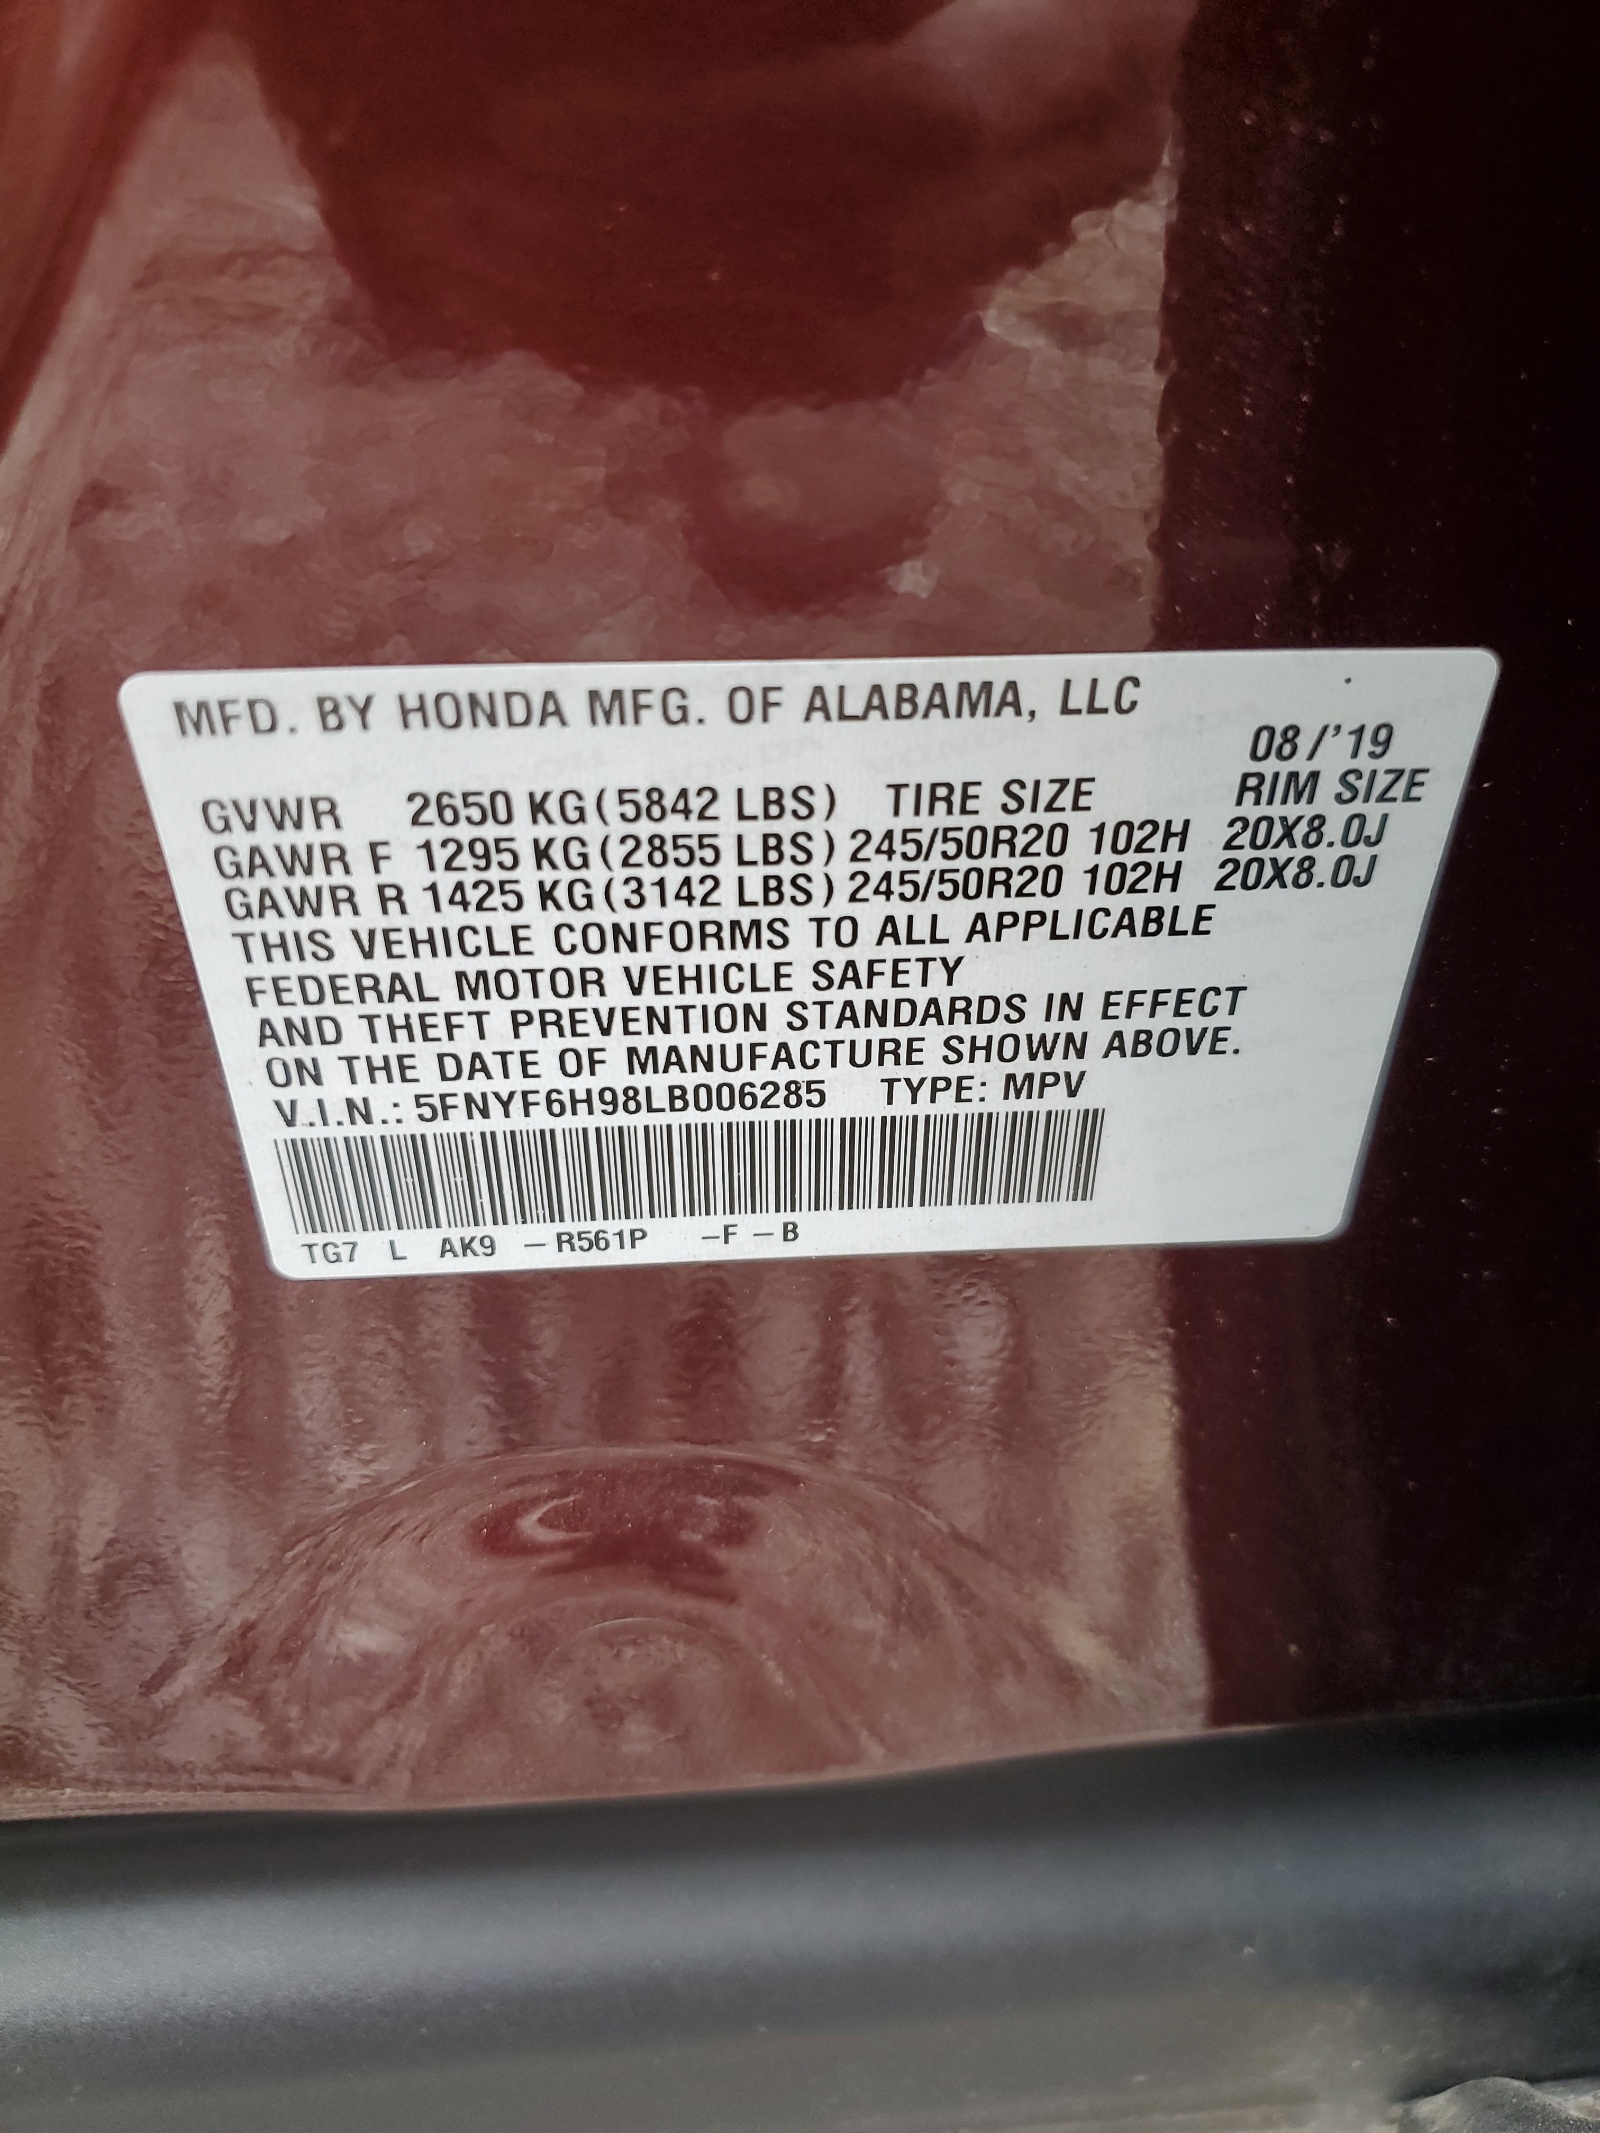 MFD. BY HONDA MFG. OF ALABAMA, LLC
08/'19
GVWR 2650 KG(5842 LBS) TIRE SIZE RIM SIZE
GAWR F 1295 KG(2855 LBS) 245/50R20 102H 20X8.0J
GAWR R 1425 KG(3142 LBS) 245/50R20 102H 20X8.0J
THIS VEHICLE CONFORMS TO ALL APPLICABLE
FEDERAL MOTOR VEHICLE SAFETY
AND THEFT PREVENTION STANDARDS IN EFFECT
ON THE DATE OF MANUFACTURE SHOWN ABOVE.
V.I.N.: 5FNYF6H98LB006285 TYPE: MPV
TG7 L AK9 –R561P –F –B